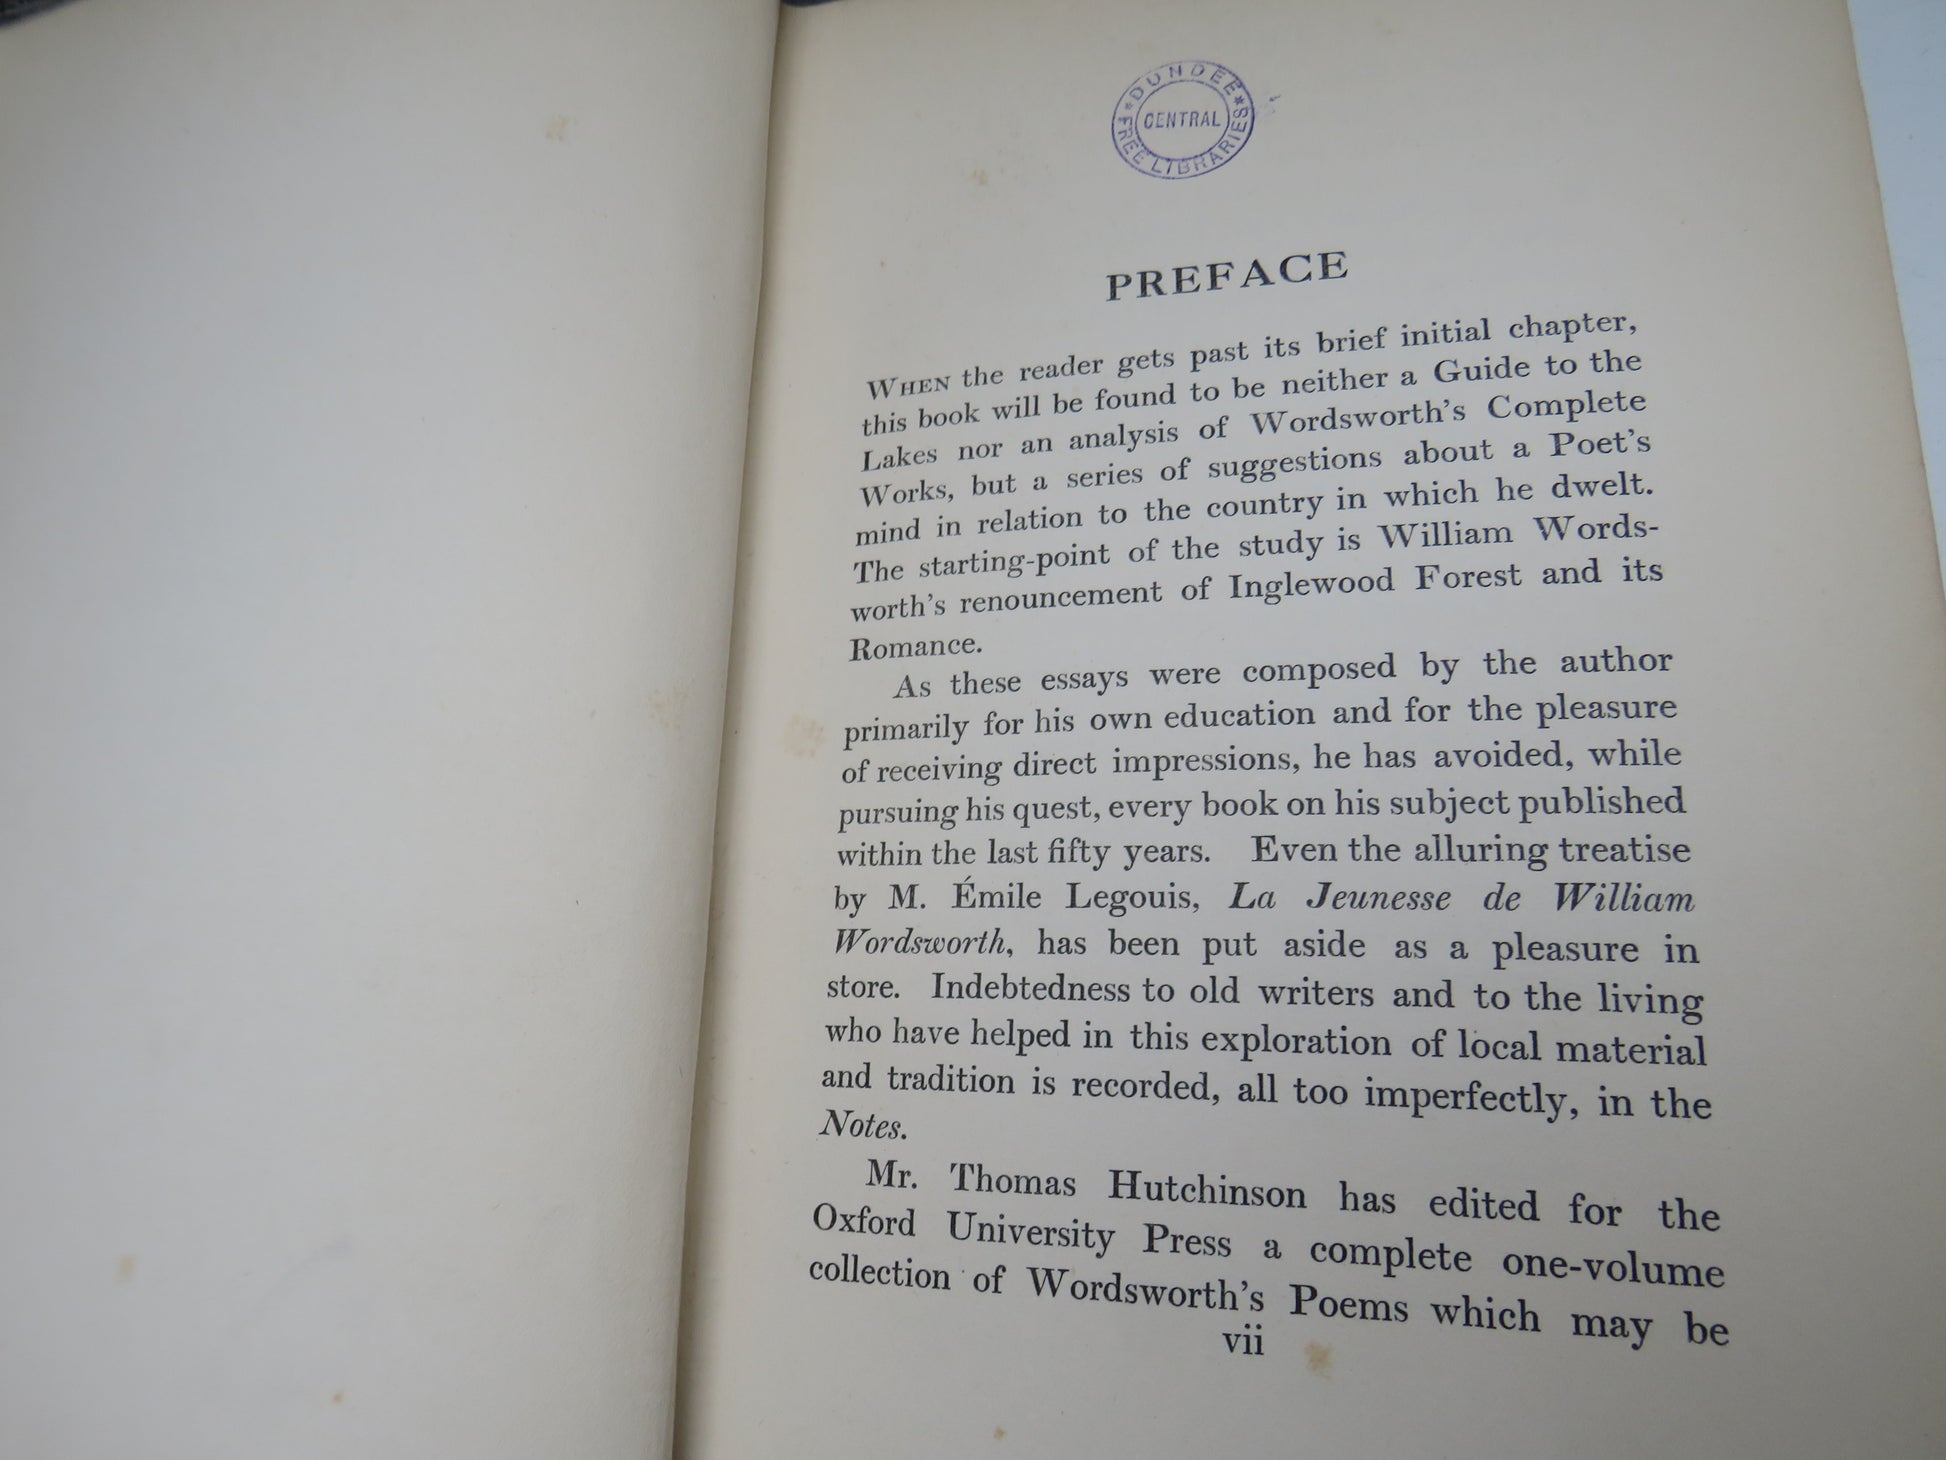 DUNDEE
CENTRAL
FREE LIBRARIES
PREFACE
WHEN the reader gets past its brief initial chapter,
this book will be found to be neither a Guide to the
Lakes nor an analysis of Wordsworth's Complete
Works, but a series of suggestions about a Poet's
mind in relation to the country in which he dwelt.
The starting-point of the study is William Words-
worth's renouncement of Inglewood Forest and its
Romance.
As these essays were composed by the author
primarily for his own education and for the pleasure
of receiving direct impressions, he has avoided, while
pursuing his quest, every book on his subject published
within the last fifty years. Even the alluring treatise
by M. Émile Legouis, La Jeunesse de William
Wordsworth, has been put aside as a pleasure in
store. Indebtedness to old writers and to the living
who have helped in this exploration of local material
and tradition is recorded, all too imperfectly, in the
Notes.
Mr. Thomas Hutchinson has edited for the
Oxford University Press a complete one-volume
collection of Wordsworth's Poems which may be
vii